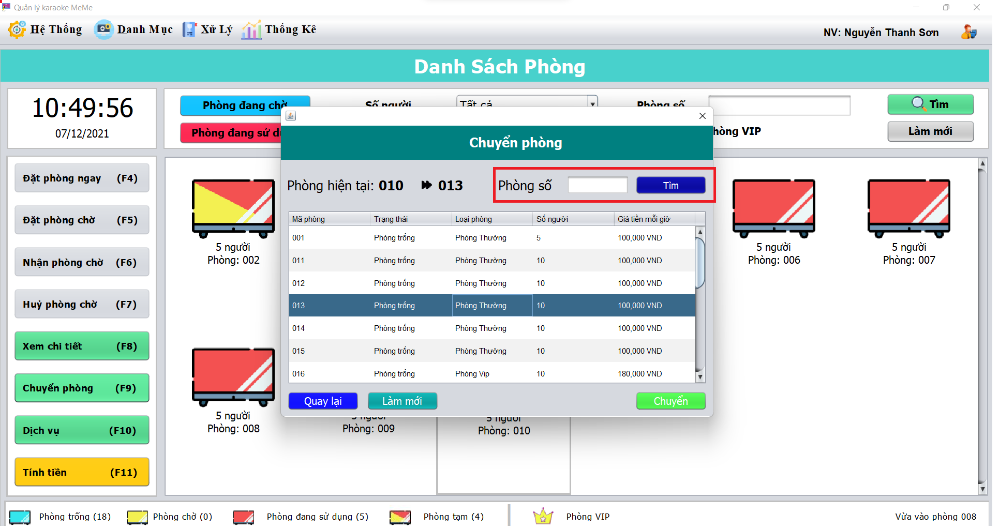 Quản lý karaoke MeMe
Hệ Thống Danh Mục Xử Lý Thống Kê
NV: Nguyễn Thanh Sơn
Danh Sách Phòng
10:49:56
07/12/2021
Phòng đang chờ
Số người
Tất cả
Phòng số
Tìm
Phòng đang sử dụ
hòng VIP
Làm mới
Đặt phòng ngay (F4)
Đặt phòng chờ (F5)
Nhận phòng chờ (F6)
Huỷ phòng chờ (F7)
Xem chi tiết (F8)
Chuyển phòng (F9)
Dịch vụ (F10)
Tính tiền (F11)
5 người
Phòng: 002
5 người
Phòng: 006
5 người
Phòng: 007
5 người
Phòng: 008
5 người
Phòng: 009
5 người
Phòng: 010
Chuyển phòng
Phòng hiện tại: 010 013
Phòng số
Tìm
Mã phòng Trạng thái Loại phòng Số người Giá tiền mỗi giờ
001 Phòng trống Phòng Thường 5 100,000 VND
011 Phòng trống Phòng Thường 10 100,000 VND
012 Phòng trống Phòng Thường 10 100,000 VND
013 Phòng trống Phòng Thường 10 100,000 VND
014 Phòng trống Phòng Thường 10 100,000 VND
015 Phòng trống Phòng Thường 10 100,000 VND
016 Phòng trống Phòng Vip 10 180,000 VND
Quay lại
Làm mới
Chuyển
Phòng trống (18) Phòng chờ (0) Phòng đang sử dụng (5) Phòng tạm (4) Phòng VIP Vừa vào phòng 008